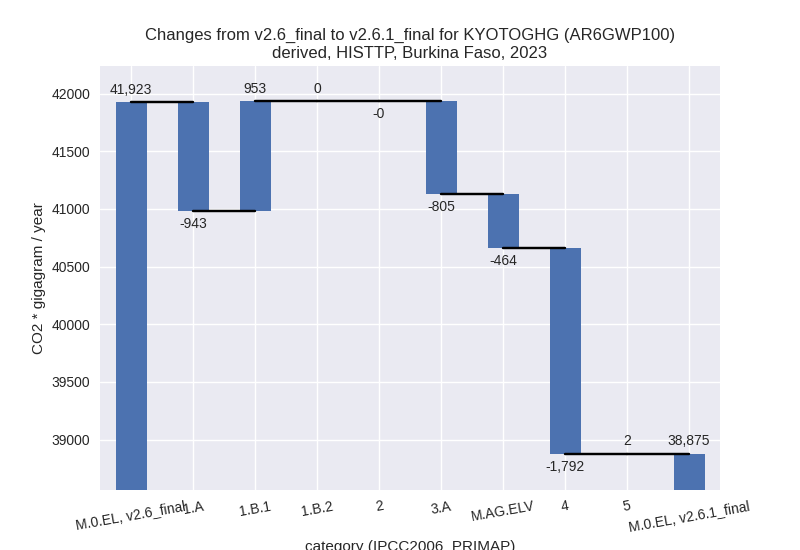 Changes from v2.6_final to v2.6.1_final for KYOTOGHG (AR6GWP100)
derived, HISTTP, Burkina Faso, 2023
CO2 * gigagram / year
42000
41500
41000
40500
40000
39500
39000
41,923
-943
953
0
-0
-805
-464
-1,792
2
38,875
M.0.EL, v2.6_final
1.A
1.B.1
1.B.2
2
3.A
M.AG.ELV
4
5
M.0.EL, v2.6.1_final
category (IPCC2006_PRIMAP)